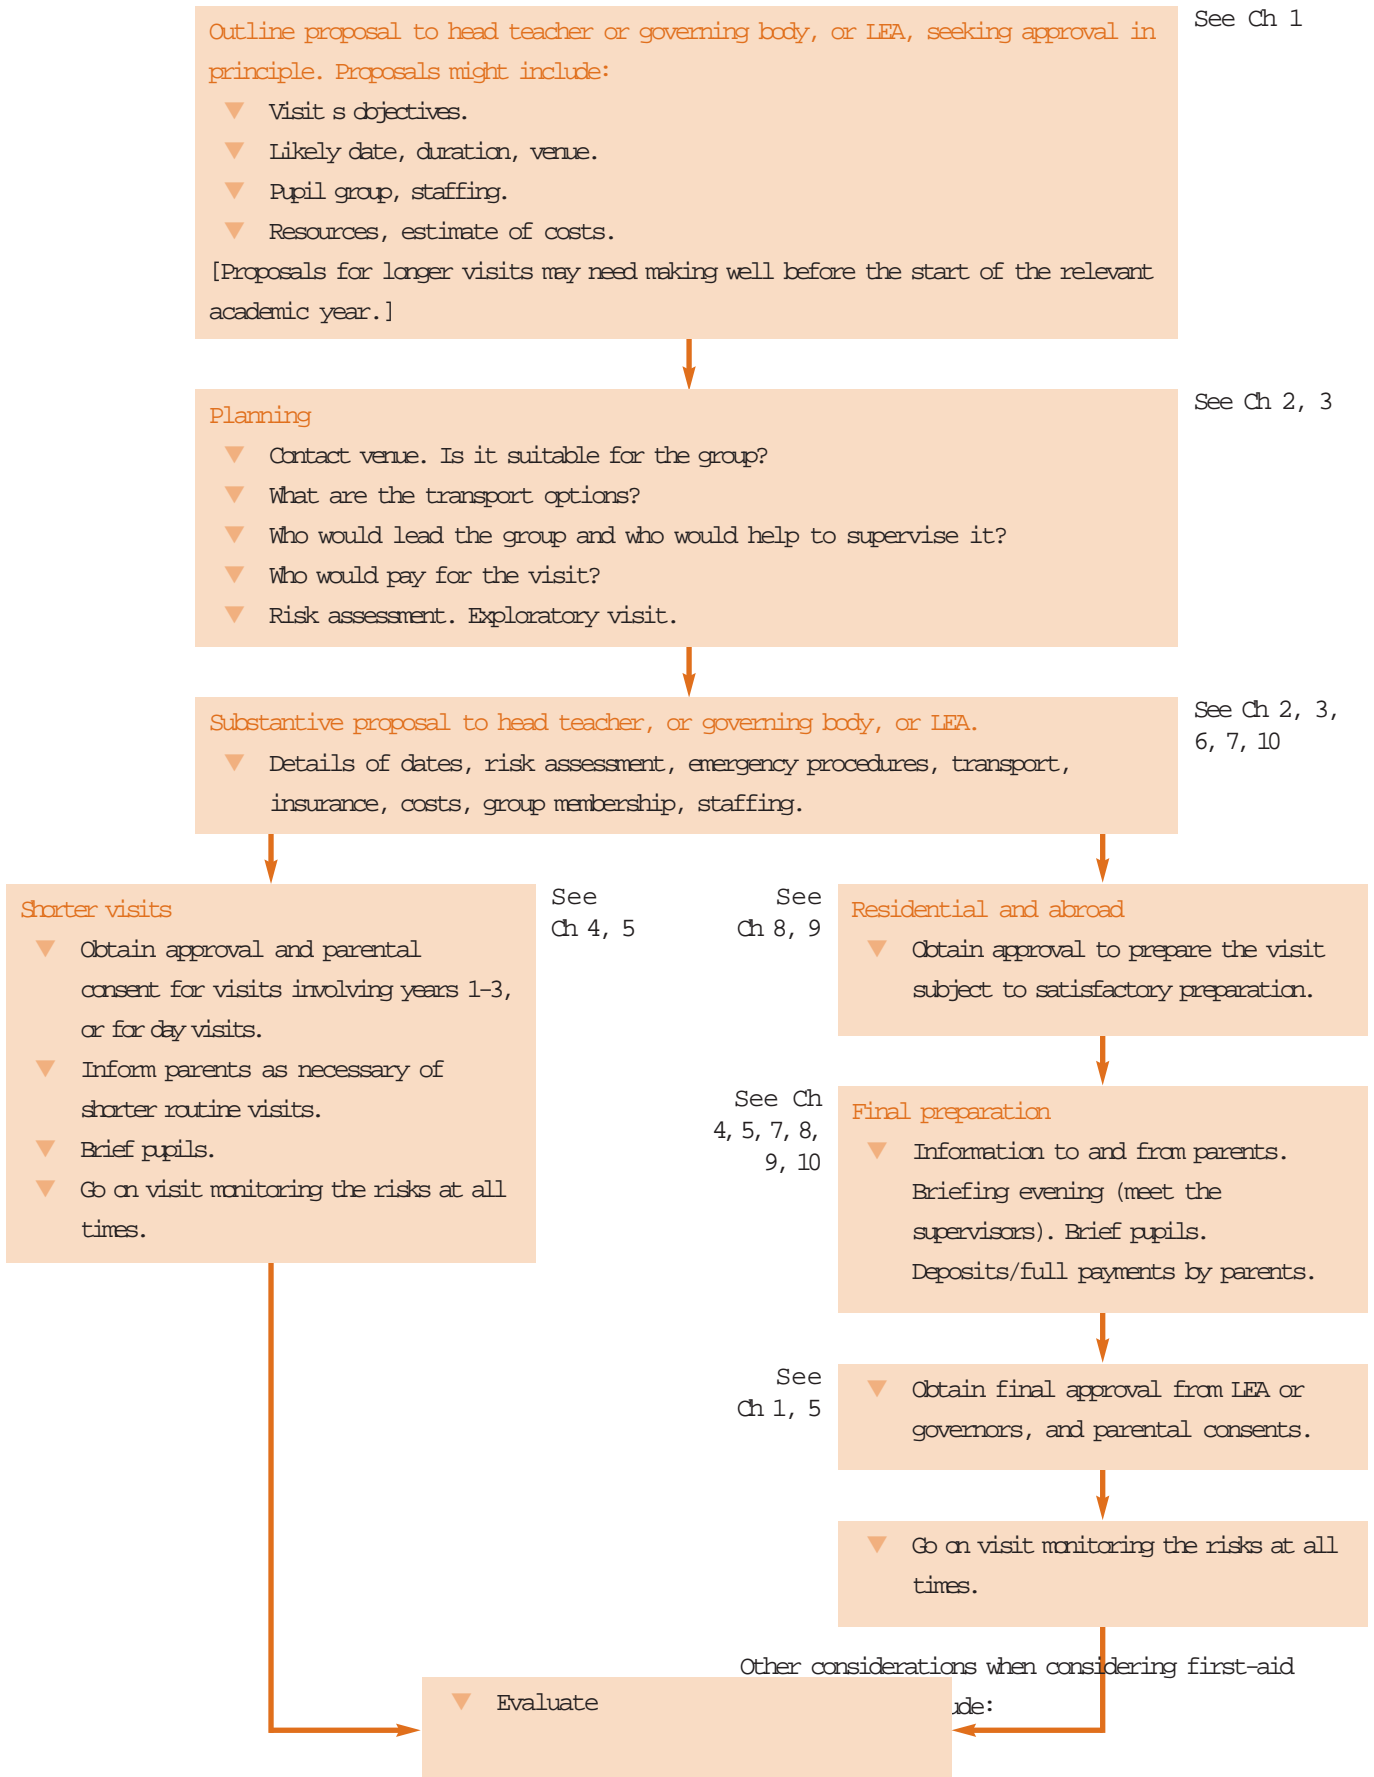 See Ch 1
Outline proposal to head teacher or governing body, or LEA, seeking approval in
principle. Proposals might include:
Visit s objectives.
Likely date, duration, venue.
Pupil group, staffing.
Resources, estimate of costs.
[Proposals for longer visits may need making well before the start of the relevant
academic year.]
See Ch 2, 3
Planning
Contact venue. Is it suitable for the group?
What are the transport options?
Who would lead the group and who would help to supervise it?
Who would pay for the visit?
Risk assessment. Exploratory visit.
See Ch 2, 3,
6, 7, 10
Substantive proposal to head teacher, or governing body, or LEA.
Details of dates, risk assessment, emergency procedures, transport,
insurance, costs, group membership, staffing.
Shorter visits
Obtain approval and parental
consent for visits involving years 1-3,
or for day visits.
Inform parents as necessary of
shorter routine visits.
Brief pupils.
Go on visit monitoring the risks at all
times.
See
Ch 4, 5
See
Ch 8, 9
Residential and abroad
Obtain approval to prepare the visit
subject to satisfactory preparation.
See Ch
4, 5, 7, 8,
9, 10
Final preparation
Information to and from parents.
Briefing evening (meet the
supervisors). Brief pupils.
Deposits/full payments by parents.
See
Ch 1, 5
Obtain final approval from LEA or
governors, and parental consents.
Go on visit monitoring the risks at all
times.
Other considerations when considering first-aid
ude:
Evaluate